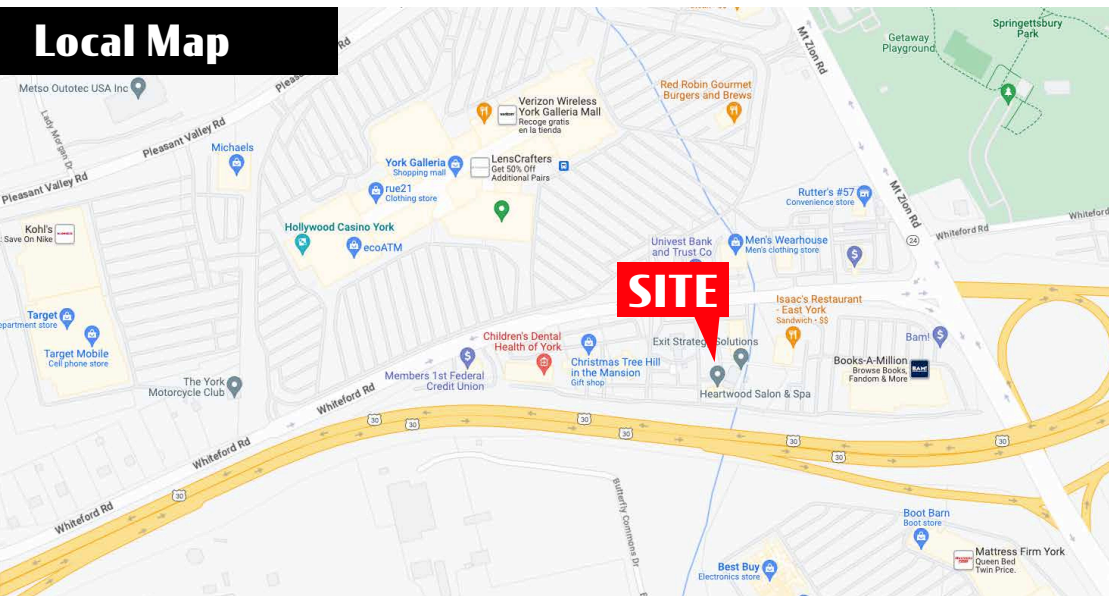 Local Map
Springettsbury
Park
Getaway
Playground
Mt Zion Rd
Pleasant Valley Rd
Metso Outotec USA Inc
Red Robin Gourmet
Burgers and Brews
Verizon Wireless
York Galleria Mall
Recoge gratis
en la tienda
Lady Morgan Dr
Pleasant Valley Rd
Michaels
York Galleria
Shopping mall
LensCrafters
Get 50% Off
Additional Pairs
Pleasant Valley Rd
rue21
Clothing store
Rutter's #57
Convenience store
Mt Zion Rd
Kohl's
: Save On Nike
Hollywood Casino York
ecoATM
Univest Bank
and Trust Co
Men's Wearhouse
Men's clothing store
24
Whiteford Rd
Whiteford
SITE
Isaac's Restaurant
- East York
Sandwich • $$
Target
epartment store
Target Mobile
Cell phone store
Children's Dental
Health of York
Exit Strateg
Solutions
Bam!
Members 1st Federal
Credit Union
Christmas Tree Hill
in the Mansion
Gift shop
Books-A-Million
Browse Books,
Fandom & More
BAM!
The York
Motorcycle Club
Heartwood Salon & Spa
Whiteford Rd
30
30
30
30
30
30
30
Whiteford Rd
30
Whiteford Rd
Butterfly Commons Dr
Boot Barn
Boot store
Mattress Firm York
Queen Bed
Twin Price.
Best Buy
Electronics store